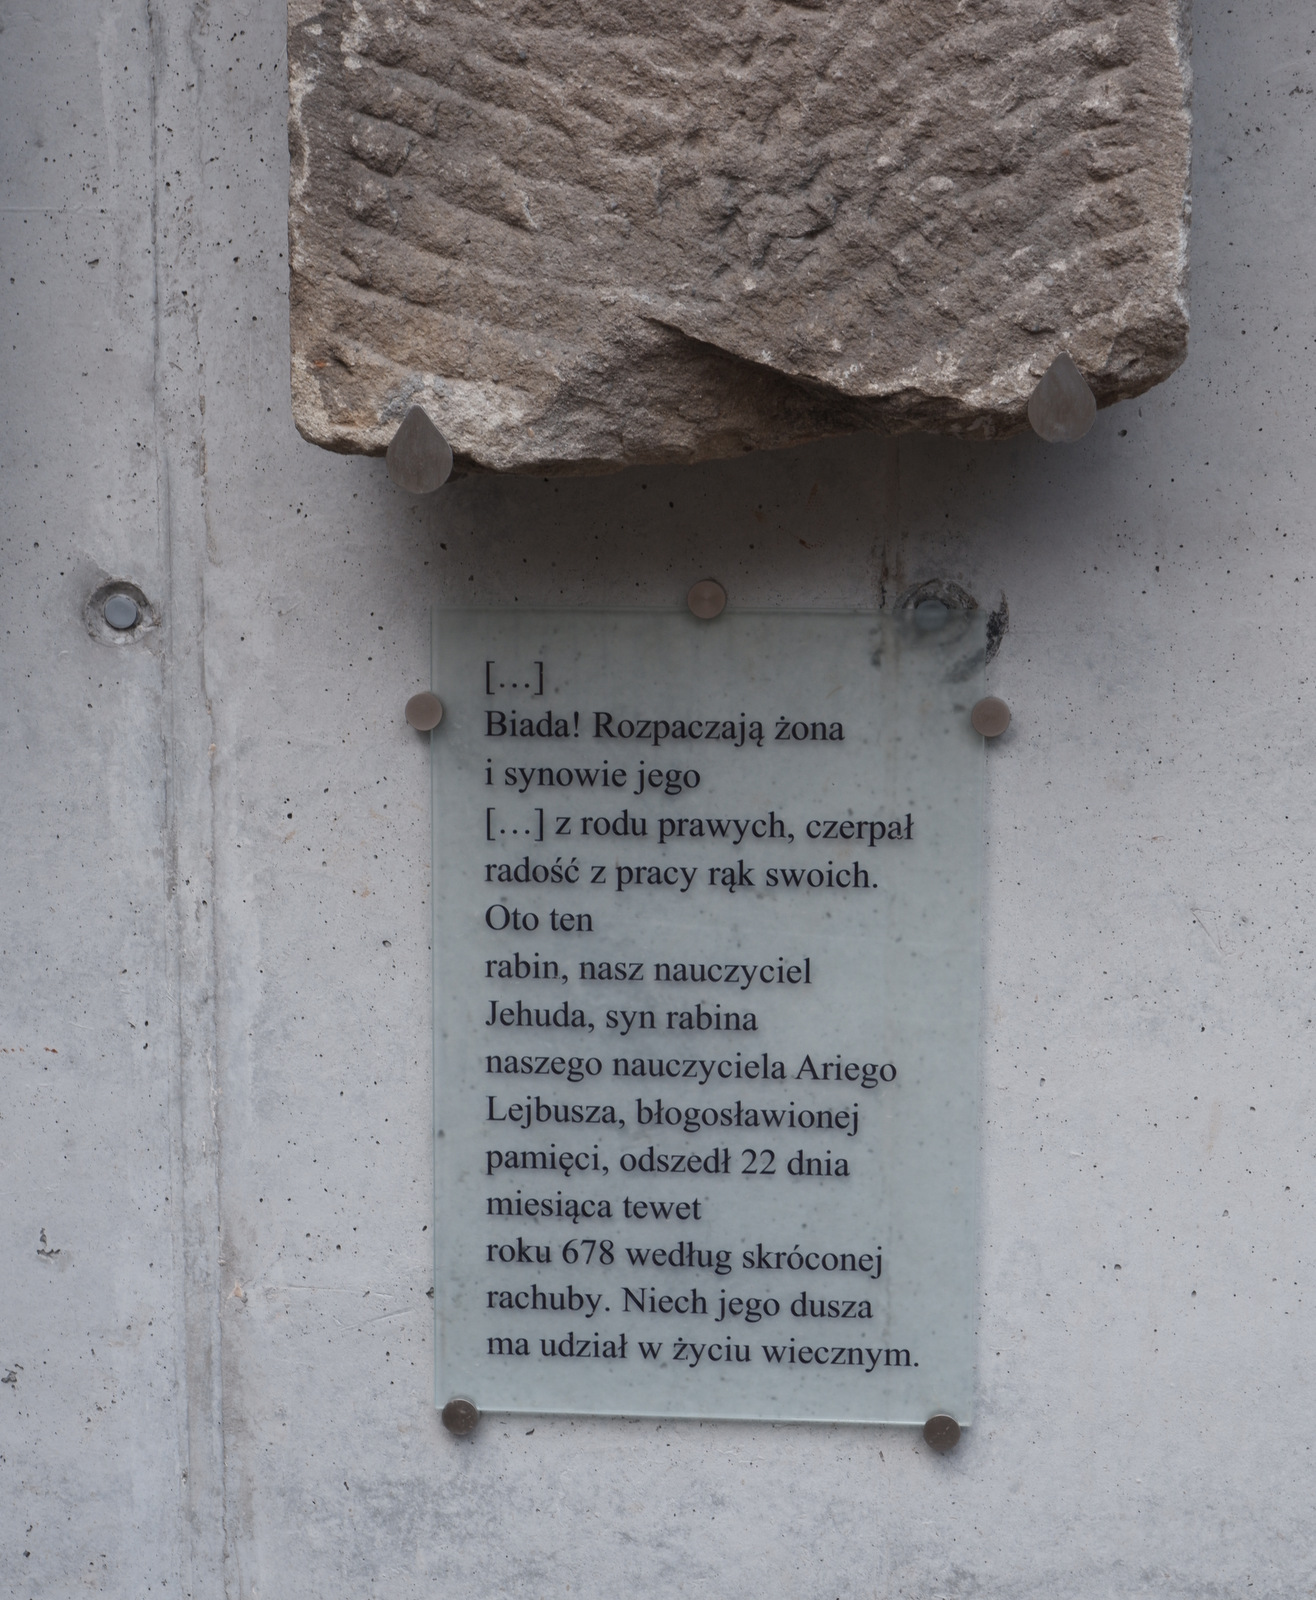 […]
Biada! Rozpaczają żona
i synowie jego
[…] z rodu prawych, czerpał
radość z pracy rąk swoich.
Oto ten
rabin, nasz nauczyciel
Jehuda, syn rabina
naszego nauczyciela Ariego
Lejbusza, błogosławionej
pamięci, odszedł 22 dnia
miesiąca tewet
roku 678 według skróconej
rachuby. Niech jego dusza
ma udział w życiu wiecznym.